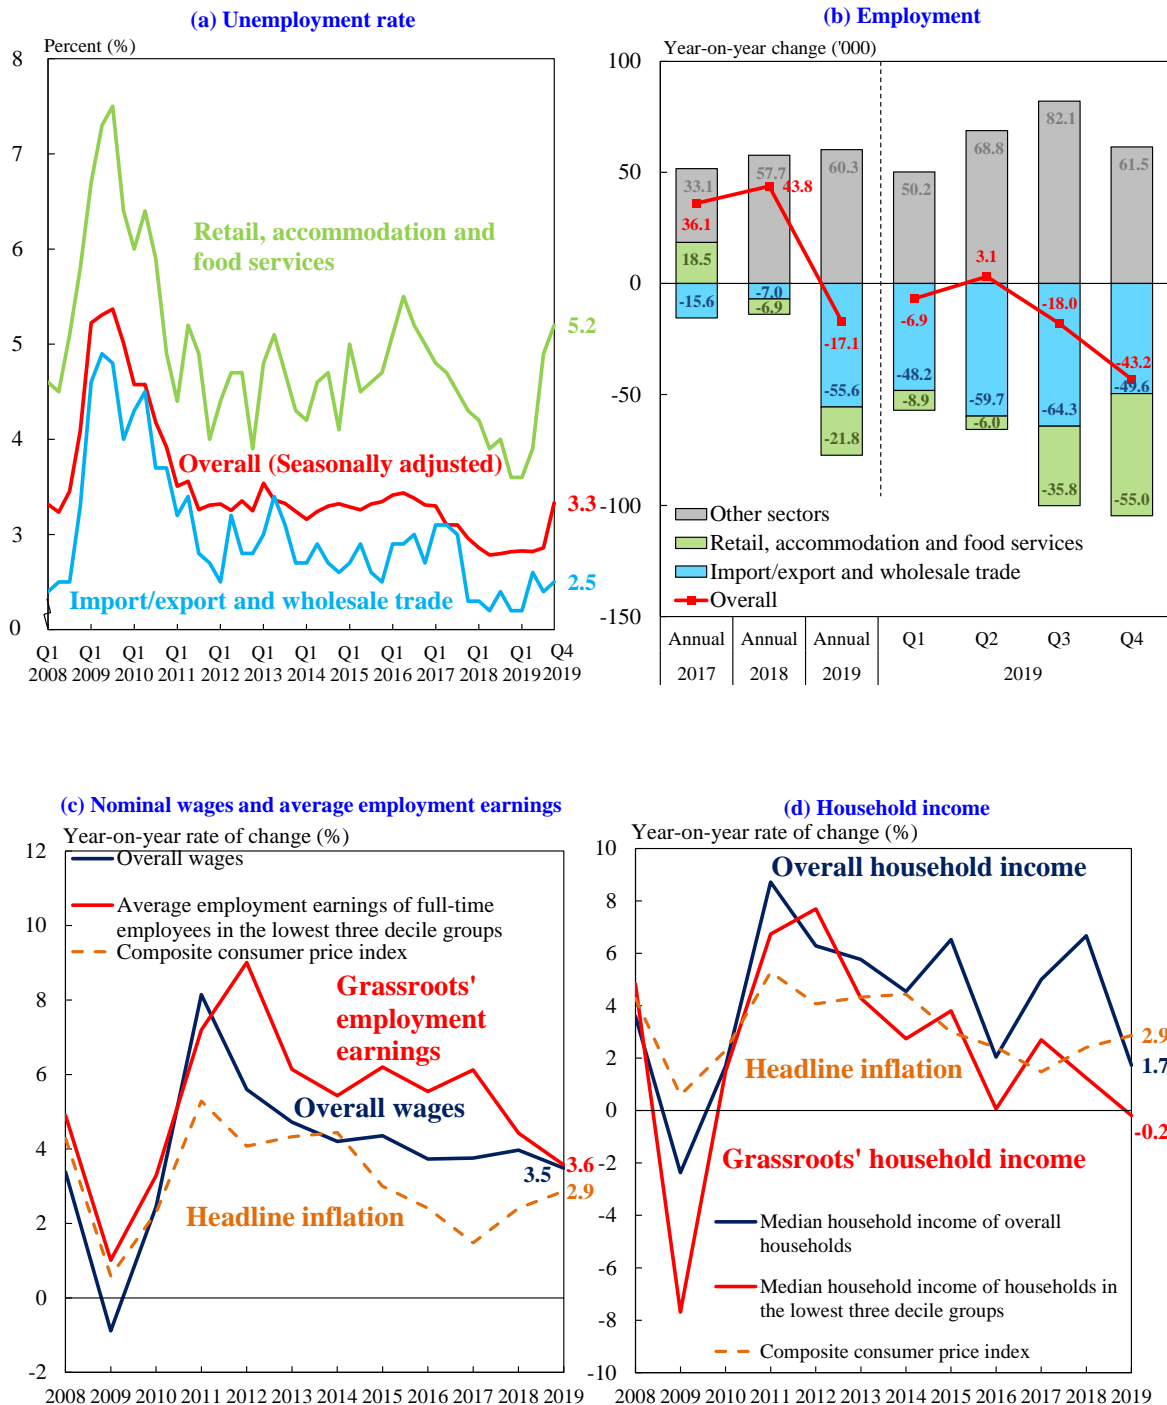 (a) Unemployment rate
Percent (%)
8
7
6
5
4
3
0
Retail, accommodation and
food services
5.2
Overall (Seasonally adjusted)
3.3
2.5
Import/export and wholesale trade
Q1 Q1 Q1 Q1 Q1 Q1 Q1 Q1 Q1 Q1 Q1 Q1 Q4
2008 2009 2010 2011 2012 2013 2014 2015 2016 2017 2018 2019 2019
(b) Employment
Year-on-year change ('000)
100
50
0
-50
-100
-150
33.1
36.1
18.5
-15.6
57.7
43.8
-7.0
-6.9
60.3
-17.1
-55.6
-21.8
50.2
-6.9
-48.2
-8.9
68.8
3.1
-59.7
-6.0
82.1
-18.0
-64.3
-35.8
61.5
-43.2
-49.6
-55.0
Other sectors
Retail, accommodation and food services
Import/export and wholesale trade
Overall
Annual Annual Annual Q1 Q2 Q3 Q4
2017 2018 2019 2019
(c) Nominal wages and average employment earnings
Year-on-year rate of change (%)
12
10
8
6
4
2
0
-2
Overall wages
Average employment earnings of full-time
employees in the lowest three decile groups
Composite consumer price index
Grassroots'
employment
earnings
Overall wages
Headline inflation
3.6
3.5
2.9
2008 2009 2010 2011 2012 2013 2014 2015 2016 2017 2018 2019
(d) Household income
Year-on-year rate of change (%)
10
8
6
4
2
0
-2
-4
-6
-8
-10
Overall household income
Headline inflation
2.9
1.7
-0.2
Grassroots' household income
Median household income of overall
households
Median household income of households in
the lowest three decile groups
Composite consumer price index
2008 2009 2010 2011 2012 2013 2014 2015 2016 2017 2018 2019